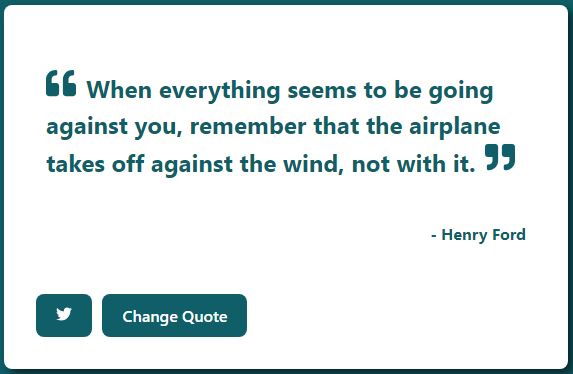 “ When everything seems to be going
against you, remember that the airplane
takes off against the wind, not with it. ”
- Henry Ford
Change Quote